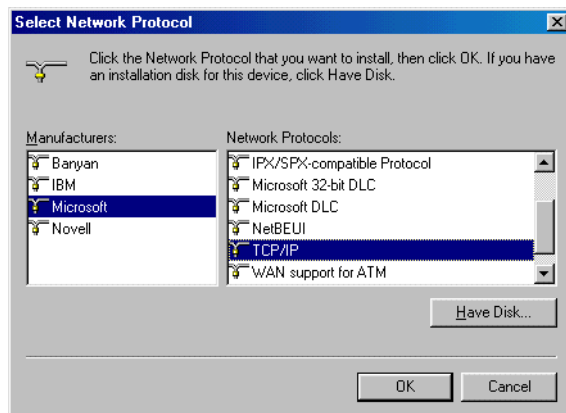 Select Network Protocol
Click the Network Protocol that you want to install, then click OK. If you have
an installation disk for this device, click Have Disk.
Manufacturers:
Banyan
IBM
Microsoft
Novell
Network Protocols:
IPX/SPX-compatible Protocol
Microsoft 32-bit DLC
Microsoft DLC
NetBEUI
TCP/IP
WAN support for ATM
Have Disk...
OK
Cancel